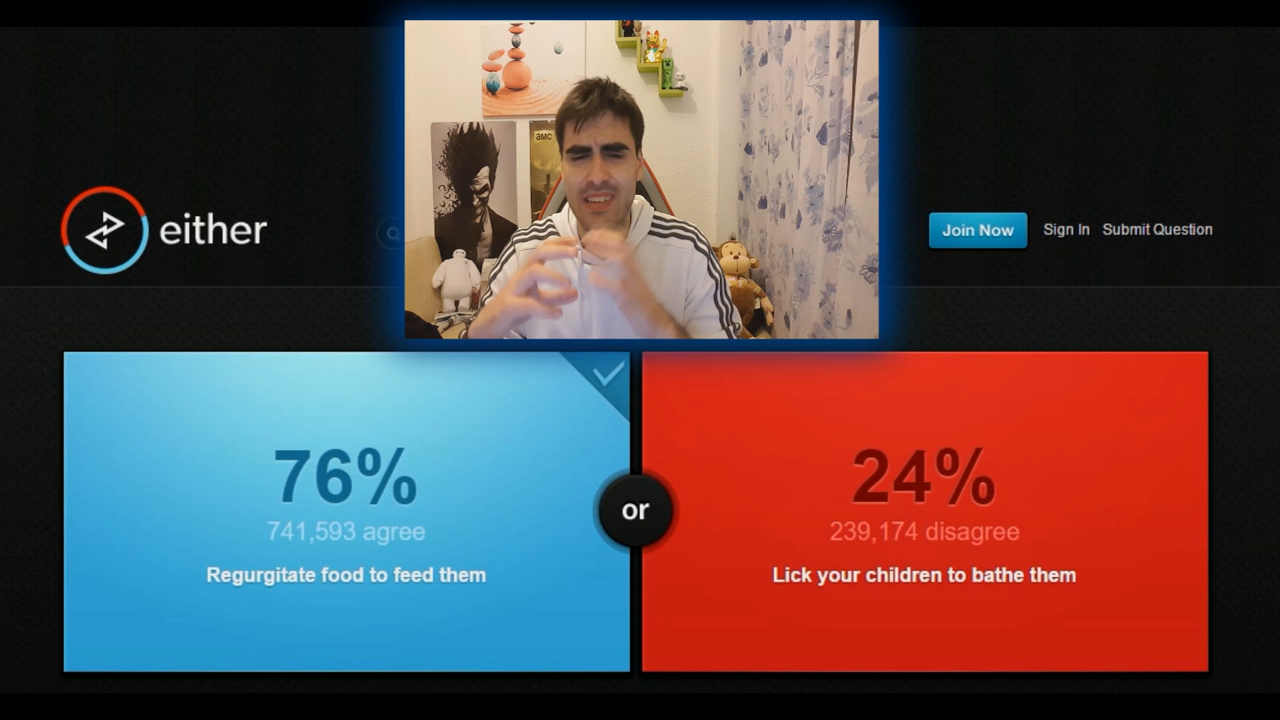 aMC
either
Join Now
Sign In
Submit Question
76%
741,593 agree
Regurgitate food to feed them
or
24%
239,174 disagree
Lick your children to bathe them